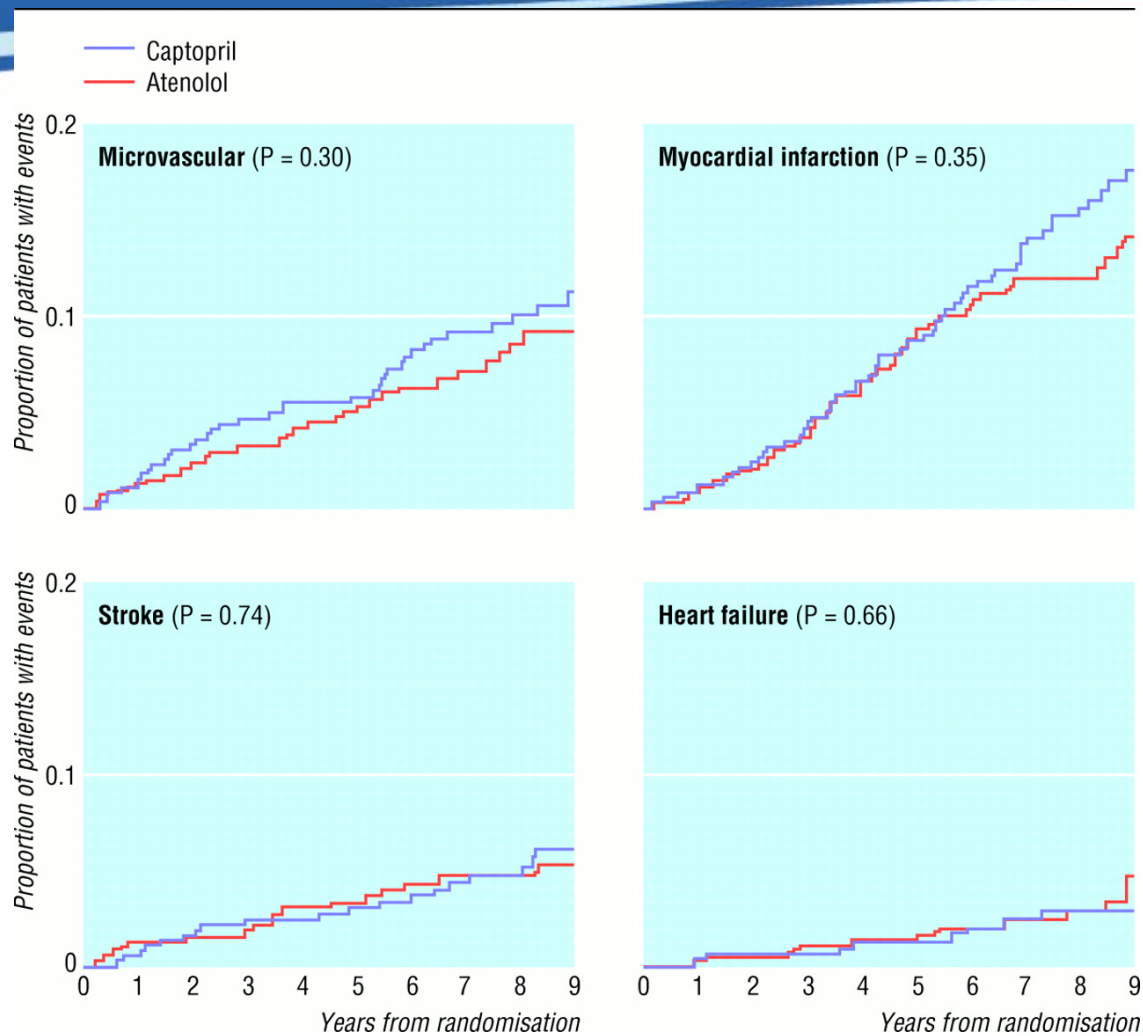 Captopril
Atenolol
Proportion of patients with events
0.2
0.1
0
Microvascular (P = 0.30)
Myocardial infarction (P = 0.35)
Proportion of patients with events
0.2
0.1
0
Stroke (P = 0.74)
Heart failure (P = 0.66)
0 1 2 3 4 5 6 7 8 9
0 1 2 3 4 5 6 7 8 9
Years from randomisation
Years from randomisation